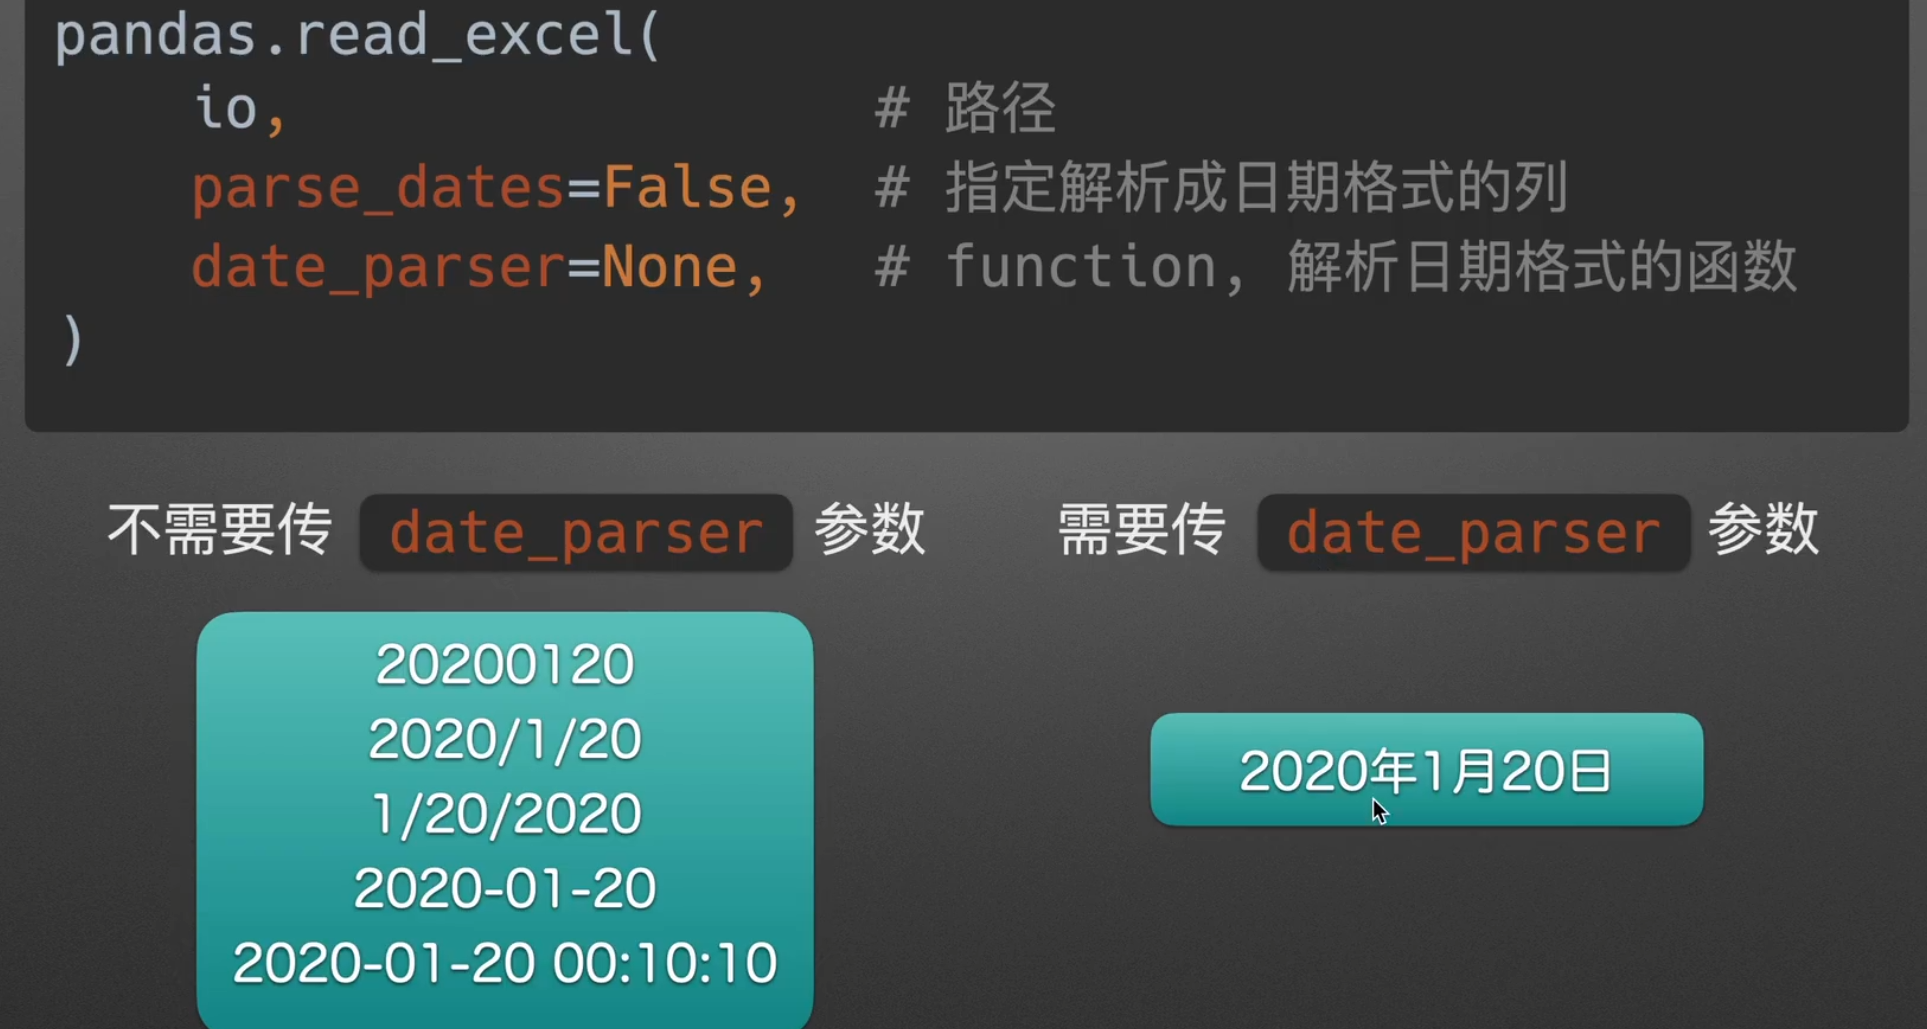 pandas.read_excel(
io, # 路径
parse_dates=False, # 指定解析成日期格式的列
date_parser=None, # function, 解析日期格式的函数
)
不需要传 date_parser 参数
需要传 date_parser 参数
20200120
2020/1/20
1/20/2020
2020-01-20
2020-01-20 00:10:10
2020年1月20日